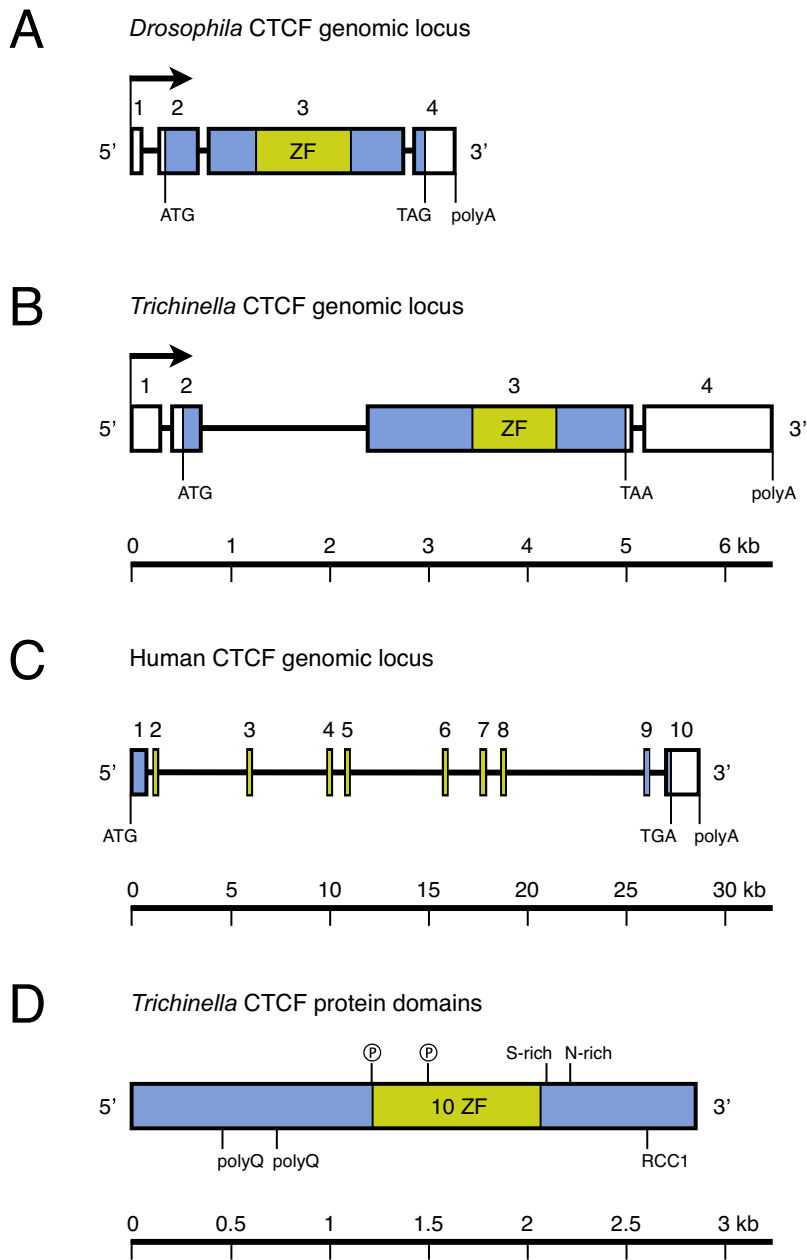 A
Drosophila CTCF genomic locus
1 2 3 4
5’ ZF 3’
ATG TAG polyA
B
Trichinella CTCF genomic locus
1 2 3 4
5’ ZF 3’
ATG TAA polyA
0 1 2 3 4 5 6 kb
C
Human CTCF genomic locus
1 2 3 4 5 6 7 8 9 10
5’ 3’
ATG TGA polyA
0 5 10 15 20 25 30 kb
D
Trichinella CTCF protein domains
P P S-rich N-rich
5’ 10 ZF 3’
polyQ polyQ RCC1
0 0.5 1 1.5 2 2.5 3 kb